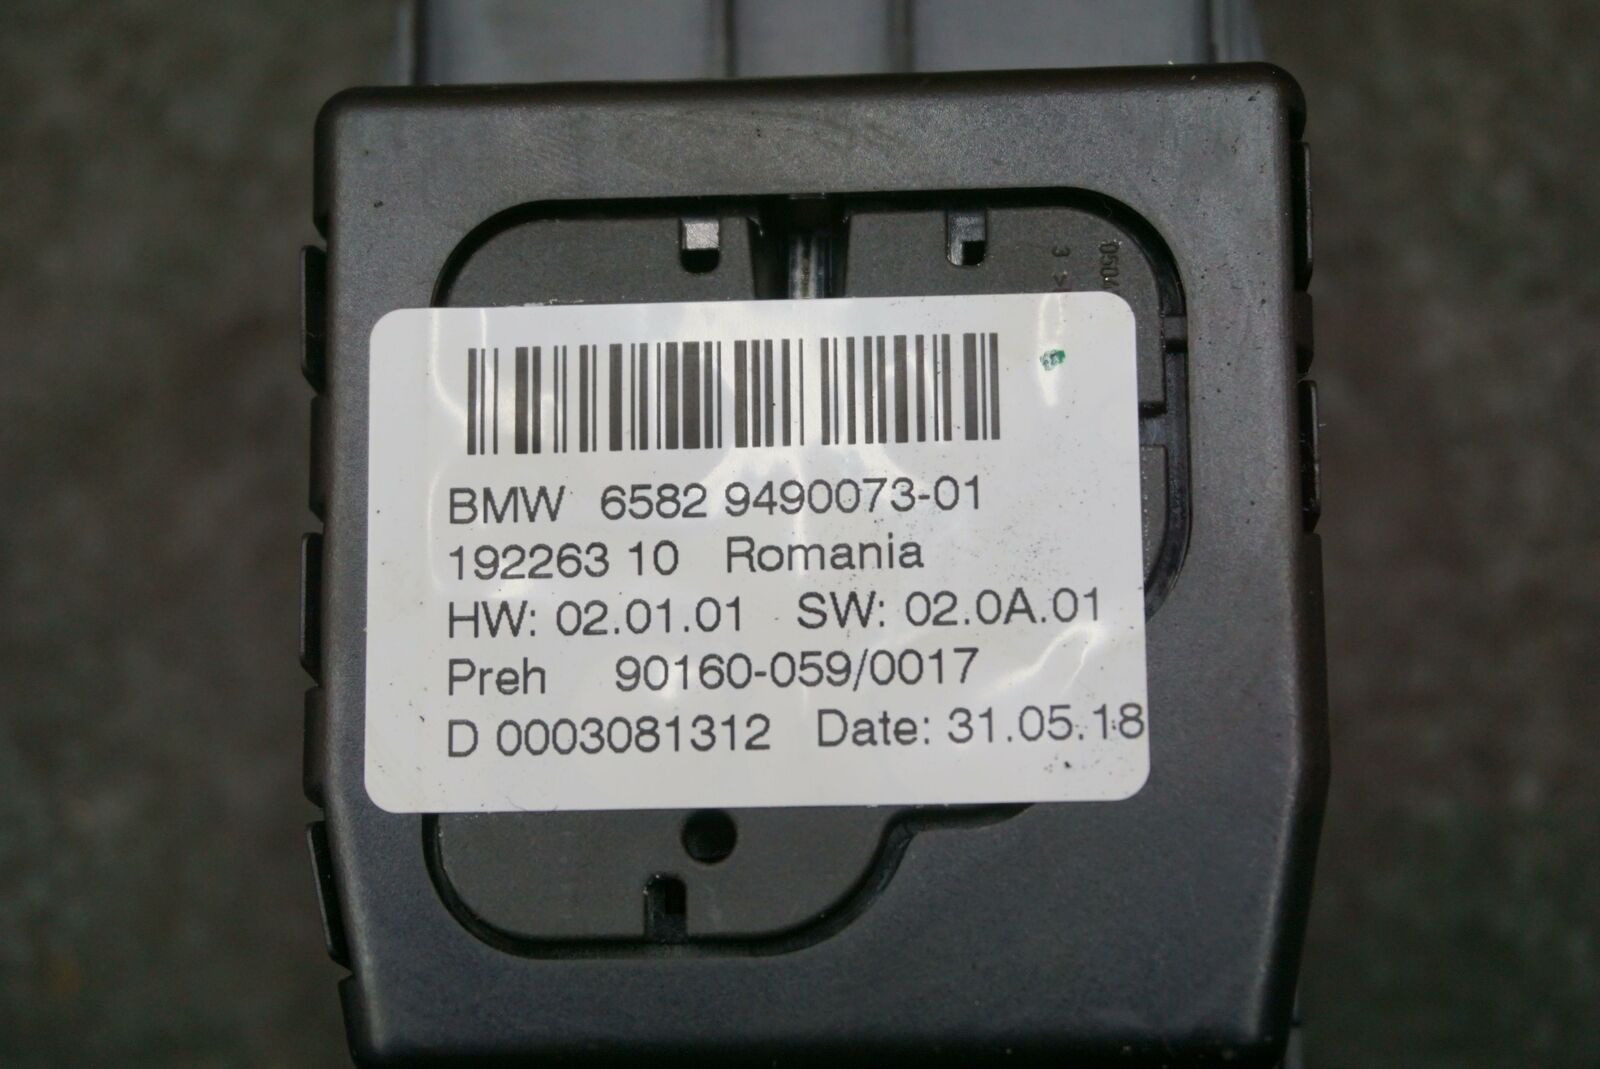 BMW 6582 9490073-01
192263 10 Romania
HW: 02.01.01 SW: 02.0A.01
Preh 90160-059/0017
D 0003081312 Date: 31.05.18